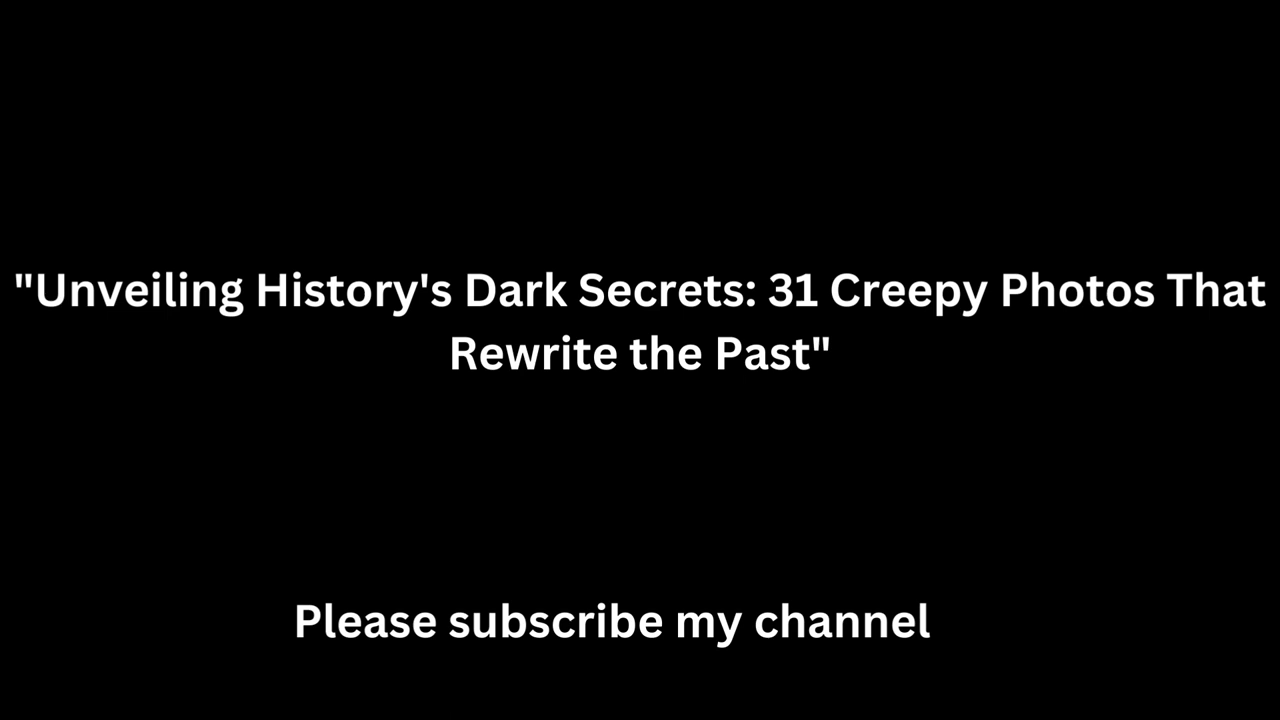 "Unveiling History's Dark Secrets: 31 Creepy Photos That
Rewrite the Past"
Please subscribe my channel